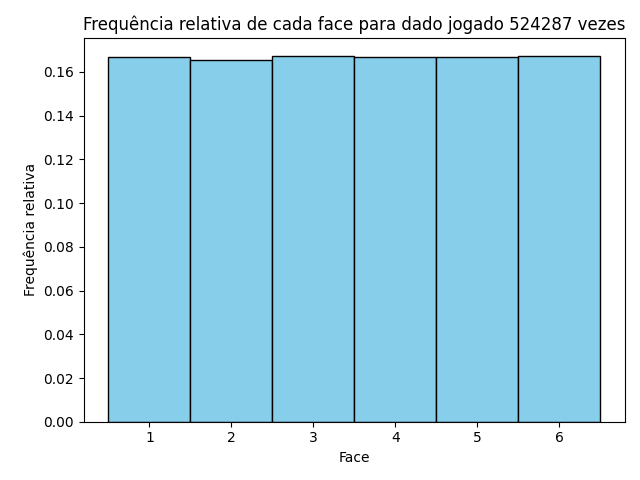 Frequência relativa de cada face para dado jogado 524287 vezes
Frequência relativa
0.16
0.14
0.12
0.10
0.08
0.06
0.04
0.02
0.00
1 2 3 4 5 6
Face